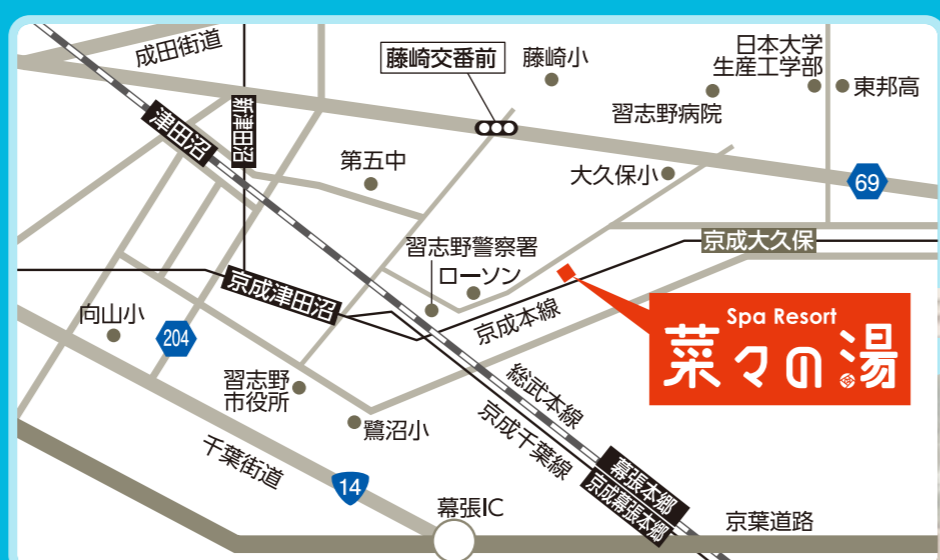 成田街道
藤崎交番前
藤崎小
日本大学
生産工学部
東邦高
習志野病院
津田沼
新津田沼
第五中
大久保小
69
習志野警察署
ローソン
京成大久保
京成津田沼
京成本線
向山小
204
Spa Resort
菜々の湯
習志野
市役所
鷺沼小
総武本線
京成千葉線
千葉街道
14
幕張本郷
京成幕張本郷
幕張IC
京葉道路